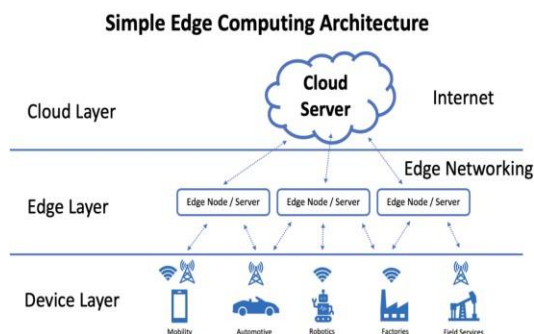 Simple Edge Computing Architecture
Cloud Layer
Cloud
Server
Internet
Edge Networking
Edge Layer
Edge Node / Server
Edge Node / Server
Edge Node / Server
Device Layer
Mobility
Automotive
Robotics
Factories
Field Services